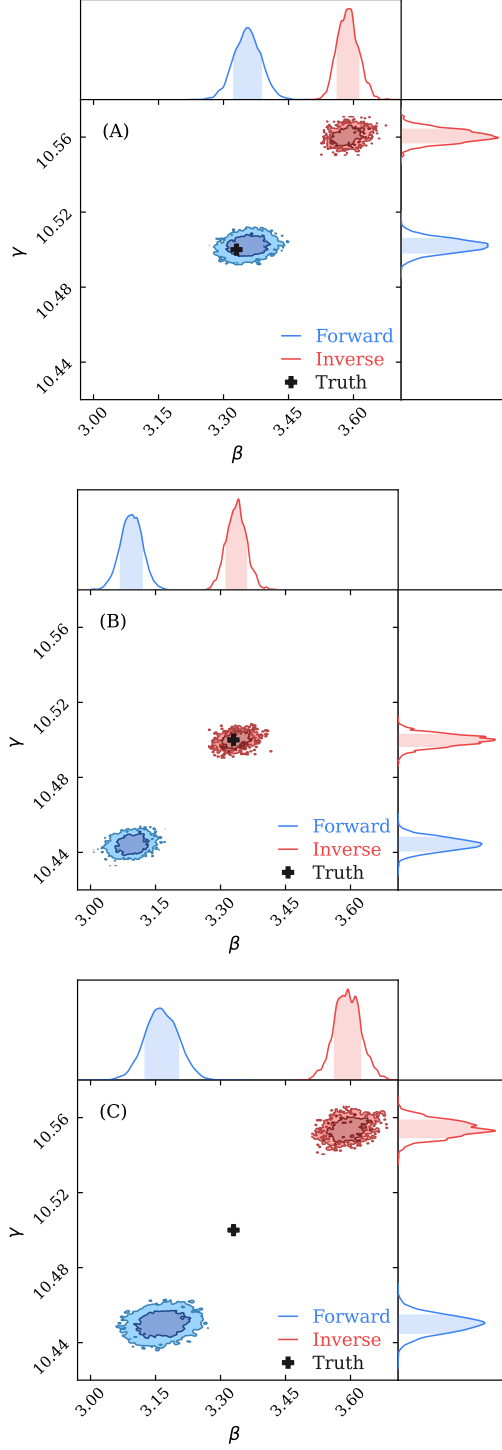 (A)
10.56
10.52
10.48
10.44
γ
Forward
Inverse
Truth
3.00
3.15
3.30
3.45
3.60
β
(B)
10.56
10.52
10.48
10.44
γ
Forward
Inverse
Truth
3.00
3.15
3.30
3.45
3.60
β
(C)
10.56
10.52
10.48
10.44
γ
Forward
Inverse
Truth
3.00
3.15
3.30
3.45
3.60
β